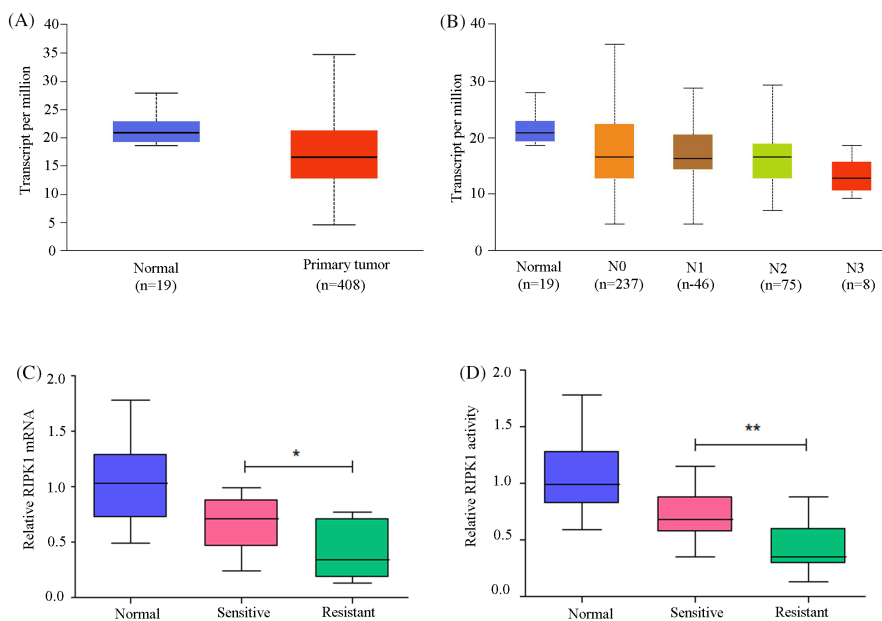 (A)
Transcript per million
40
35
30
25
20
15
10
5
0
Normal
(n=19)
Primary tumor
(n=408)
(B)
Transcript per million
40
30
20
10
0
Normal
(n=19)
N0
(n=237)
N1
(n-46)
N2
(n=75)
N3
(n=8)
(C)
Relative RIPK1 mRNA
2.0
1.5
1.0
0.5
0.0
*
Normal
Sensitive
Resistant
(D)
Relative RIPK1 activity
2.0
1.5
1.0
0.5
0.0
**
Normal
Sensitive
Resistant